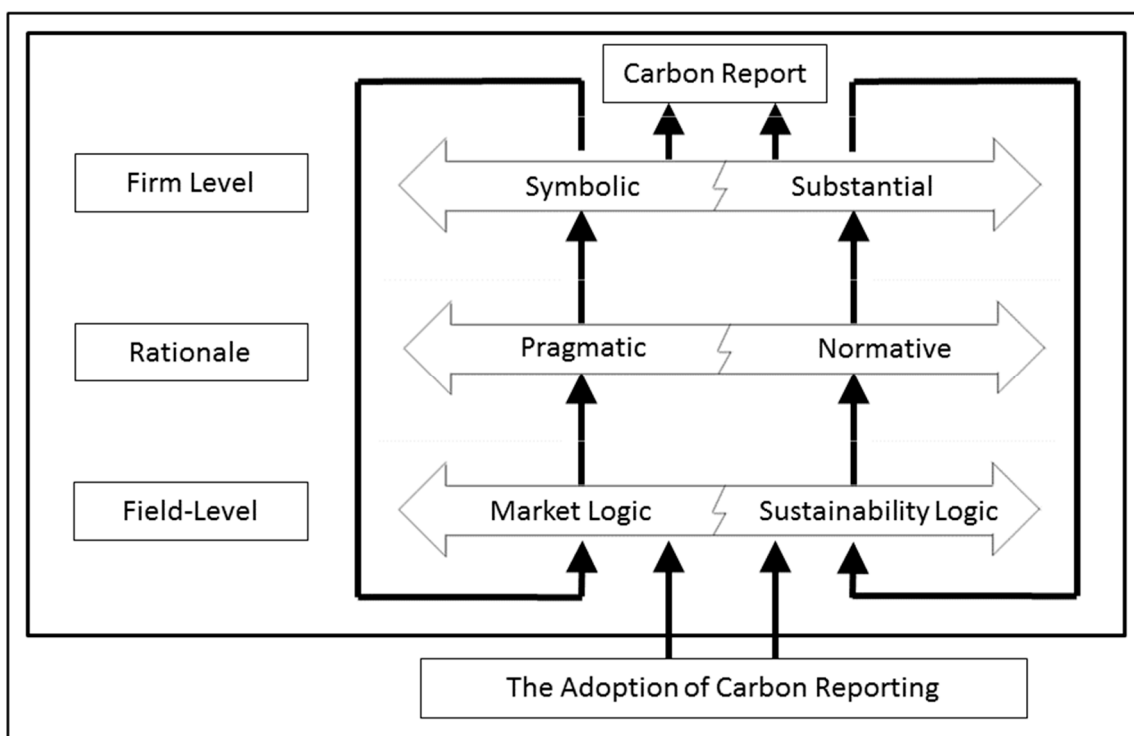 Carbon Report
Firm Level
Symbolic
Substantial
Rationale
Pragmatic
Normative
Field-Level
Market Logic
Sustainability Logic
The Adoption of Carbon Reporting